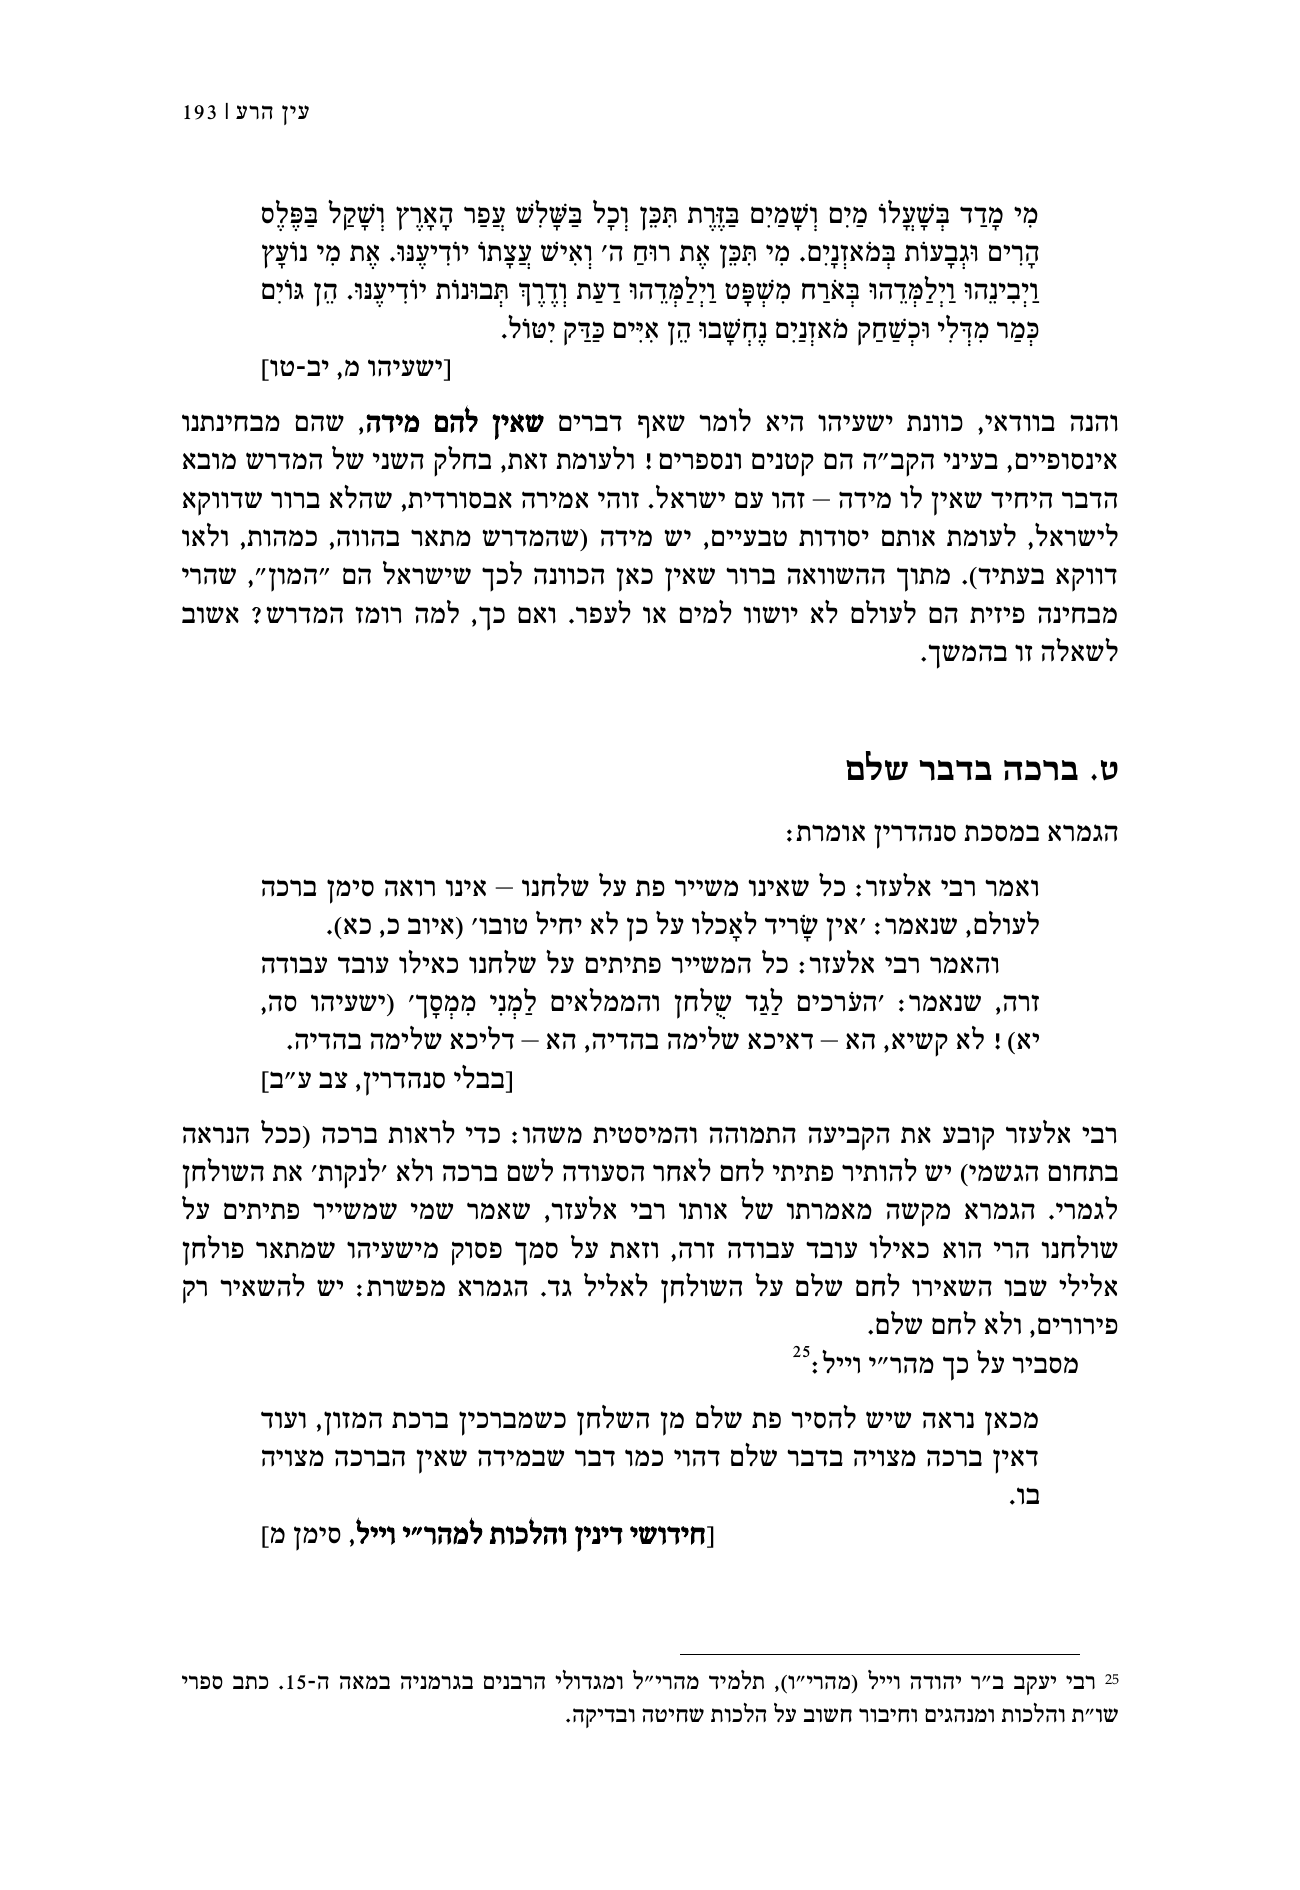 עין הרע | 193
מִי מָדַד בְּשָׁעֳלוֹ מַיִם וְשָׁמַיִם בַּזֶּרֶת תִּכֵּן וְכָל בַּשָּׁלִשׁ עֲפַר הָאָרֶץ וְשָׁקַל בַּפֶּלֶס
הָרִים וּגְבָעוֹת בְּמֹאזְנָיִם. מִי תִּכֵּן אֶת רוּחַ ה׳ וְאִישׁ עֲצָתוֹ יוֹדִיעֶנּוּ. אֶת מִי נוֹעָץ
וַיְבִינֵהוּ וַיְלַמְּדֵהוּ בְּאֹרַח מִשְׁפָּט וַיְלַמְּדֵהוּ דַעַת וְדֶרֶךְ תְּבוּנוֹת יוֹדִיעֶנּוּ. הֵן גּוֹיִם
כְּמַר מִדְּלִי וּכְשַׁחַק מֹאזְנַיִם נֶחְשָׁבוּ הֵן אִיִּים כַּדַּק יִטּוֹל.
[ישעיהו מ, יב-טו]
והנה בוודאי, כוונת ישעיהו היא לומר שאף דברים שאין להם מידה, שהם מבחינתנו
אינסופיים, בעיני הקב״ה הם קטנים ונספרים! ולעומת זאת, בחלק השני של המדרש מובא
הדבר היחיד שאין לו מידה – זהו עם ישראל. זוהי אמירה אבסורדית, שהלא ברור שדווקא
לישראל, לעומת אותם יסודות טבעיים, יש מידה (שהמדרש מתאר בהווה, כמהות, ולאו
דווקא בעתיד). מתוך ההשוואה ברור שאין כאן הכוונה לכך שישראל הם ״המון״, שהרי
מבחינה פיזית הם לעולם לא יושוו למים או לעפר. ואם כך, למה רומז המדרש? אשוב
לשאלה זו בהמשך.
ט. ברכה בדבר שלם
הגמרא במסכת סנהדרין אומרת:
ואמר רבי אלעזר: כל שאינו משייר פת על שלחנו – אינו רואה סימן ברכה
לעולם, שנאמר: ׳אין שָׂריד לאָכלו על כן לא יחיל טובו׳ (איוב כ, כא).
והאמר רבי אלעזר: כל המשייר פתיתים על שלחנו כאילו עובד עבודה
זרה, שנאמר: ׳העֹרכים לַגַד שֻלחן והממלאים לַמְנִי מִמְסָך׳ (ישעיהו סה,
יא)! לא קשיא, הא – דאיכא שלימה בהדיה, הא – דליכא שלימה בהדיה.
[בבלי סנהדרין, צב ע״ב]
רבי אלעזר קובע את הקביעה התמוהה והמיסטית משהו: כדי לראות ברכה (ככל הנראה
בתחום הגשמי) יש להותיר פתיתי לחם לאחר הסעודה לשם ברכה ולא ׳לנקות׳ את השולחן
לגמרי. הגמרא מקשה מאמרתו של אותו רבי אלעזר, שאמר שמי שמשייר פתיתים על
שולחנו הרי הוא כאילו עובד עבודה זרה, וזאת על סמך פסוק מישעיהו שמתאר פולחן
אלילי שבו השאירו לחם שלם על השולחן לאליל גד. הגמרא מפשרת: יש להשאיר רק
פירורים, ולא לחם שלם.
מסביר על כך מהר״י וייל:25
מכאן נראה שיש להסיר פת שלם מן השלחן כשמברכין ברכת המזון, ועוד
דאין ברכה מצויה בדבר שלם דהוי כמו דבר שבמידה שאין הברכה מצויה
בו.
[חידושי דינין והלכות למהר״י וייל, סימן מ]
25 רבי יעקב ב״ר יהודה וייל (מהרי״ו), תלמיד מהרי״ל ומגדולי הרבנים בגרמניה במאה ה-15. כתב ספרי
שו״ת והלכות ומנהגים וחיבור חשוב על הלכות שחיטה ובדיקה.